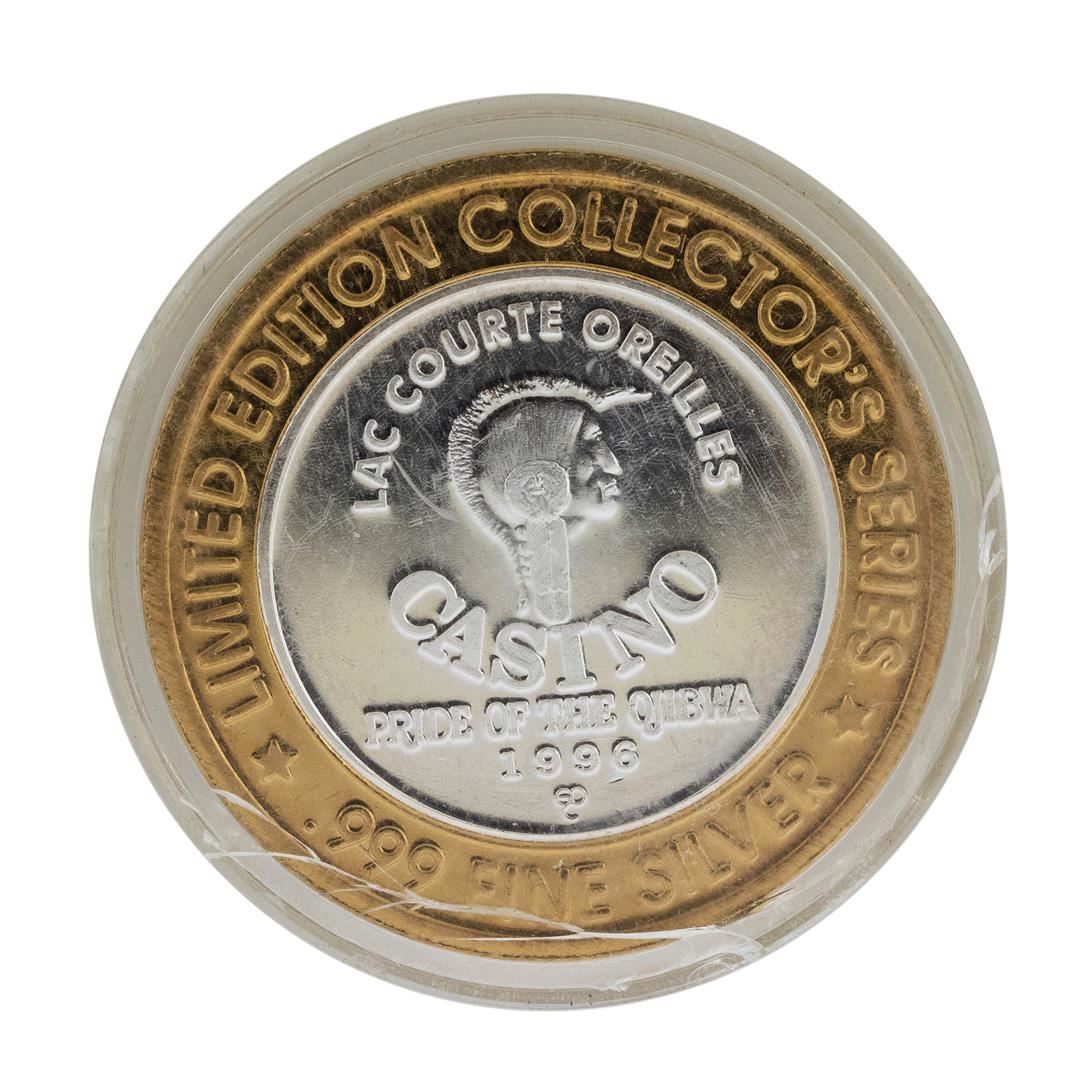 LIMITED EDITION COLLECTOR'S SERIES
LAC COURTE OREILLES
CASINO
PRIDE OF THE OJIBWA
1996
.999 FINE SILVER